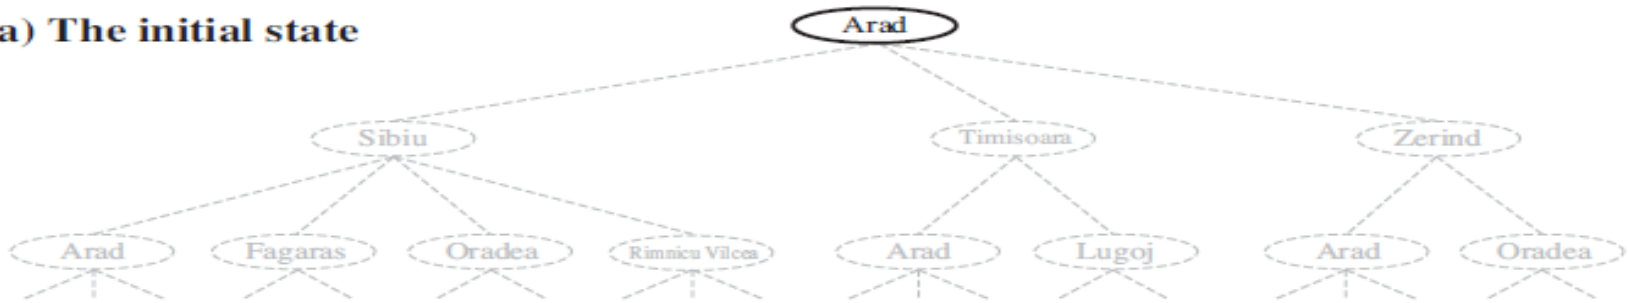 a) The initial state
Arad
Sibiu Timisoara Zerind
Arad Fagaras Oradea Rimnicu Vilcea Arad Lugoj Arad Oradea